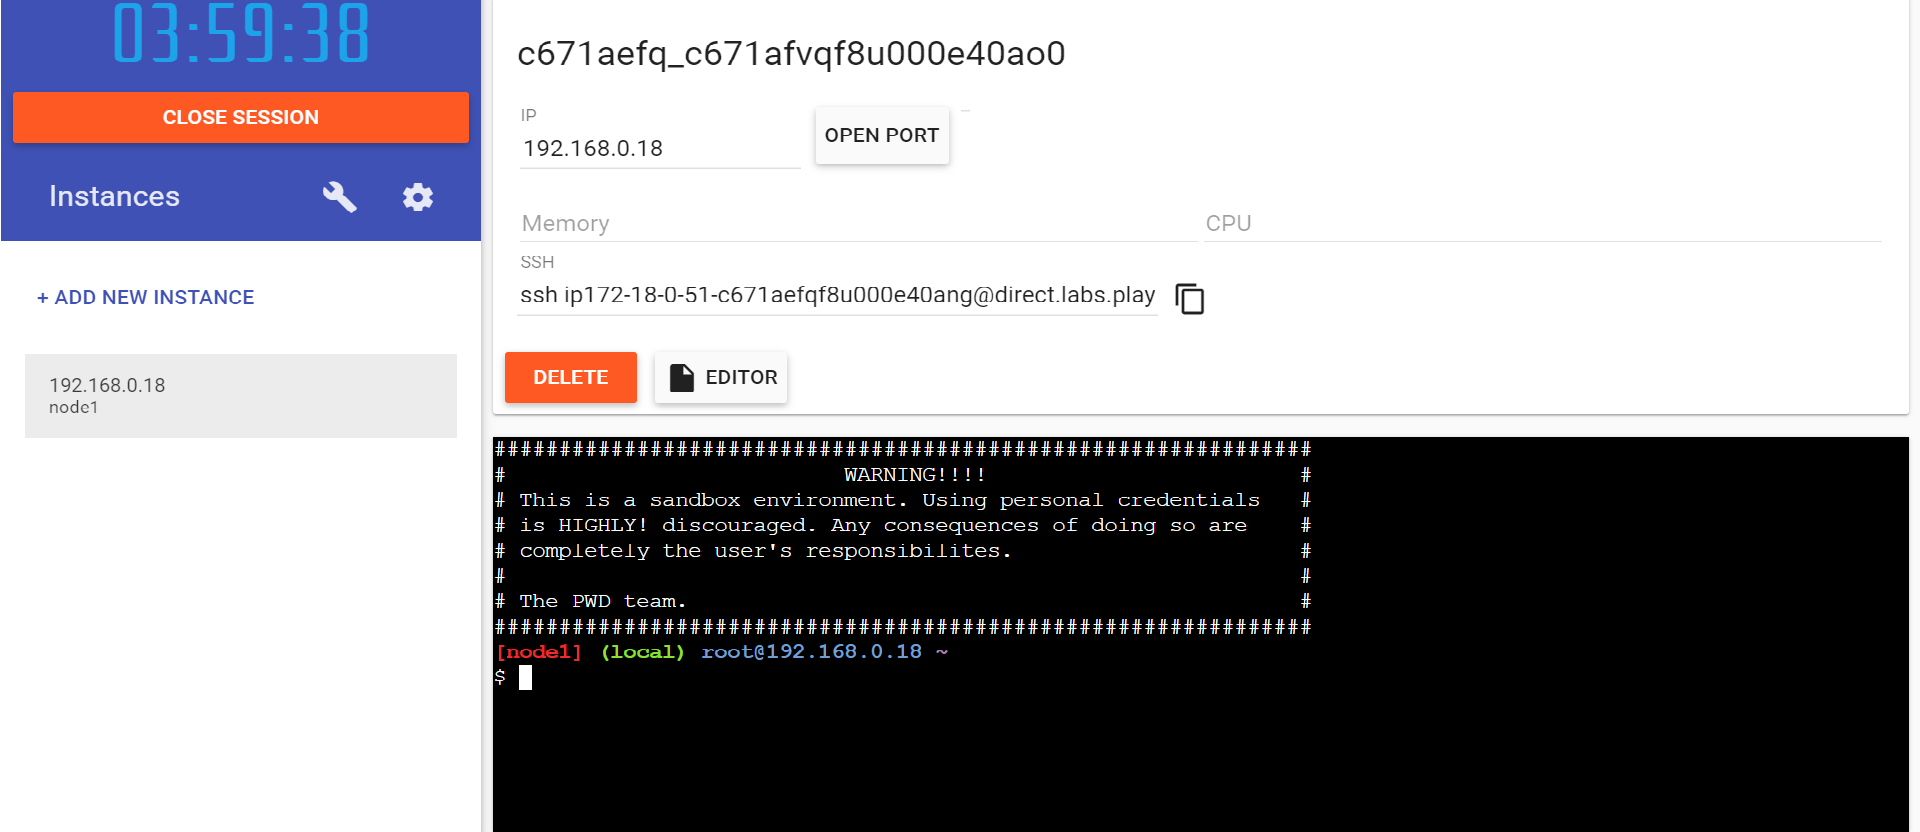 03:59:38
CLOSE SESSION
Instances
+ ADD NEW INSTANCE
192.168.0.18
node1
c671aefq_c671afvqf8u000e40ao0
IP
192.168.0.18
OPEN PORT
Memory
CPU
SSH
ssh ip172-18-0-51-c671aefqf8u000e40ang@direct.labs.play
DELETE
EDITOR
###############################################################
#                          WARNING!!!!                        #
# This is a sandbox environment. Using personal credentials   #
# is HIGHLY! discouraged. Any consequences of doing so are    #
# completely the user's responsibilites.                      #
#                                                             #
# The PWD team.                                               #
###############################################################
[node1] (local) root@192.168.0.18 ~
$